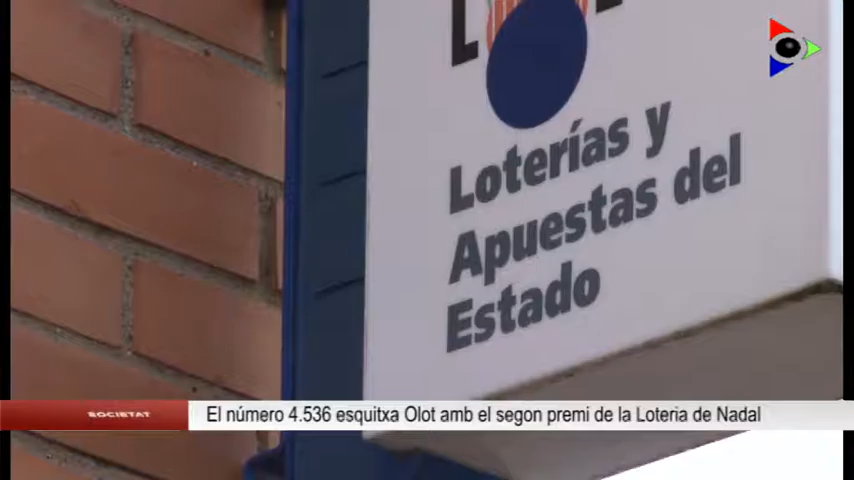 Loterías y
Apuestas del
Estado
SOCIETAT
El número 4.536 esquitxa Olot amb el segon premi de la Loteria de Nadal